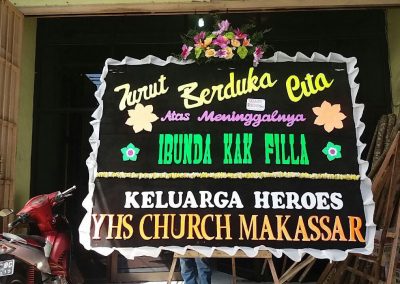 Turut Berduka Cita
Atas Meninggalnya
IBUNDA KAK FILLA
KELUARGA HEROES
YHS CHURCH MAKASSAR